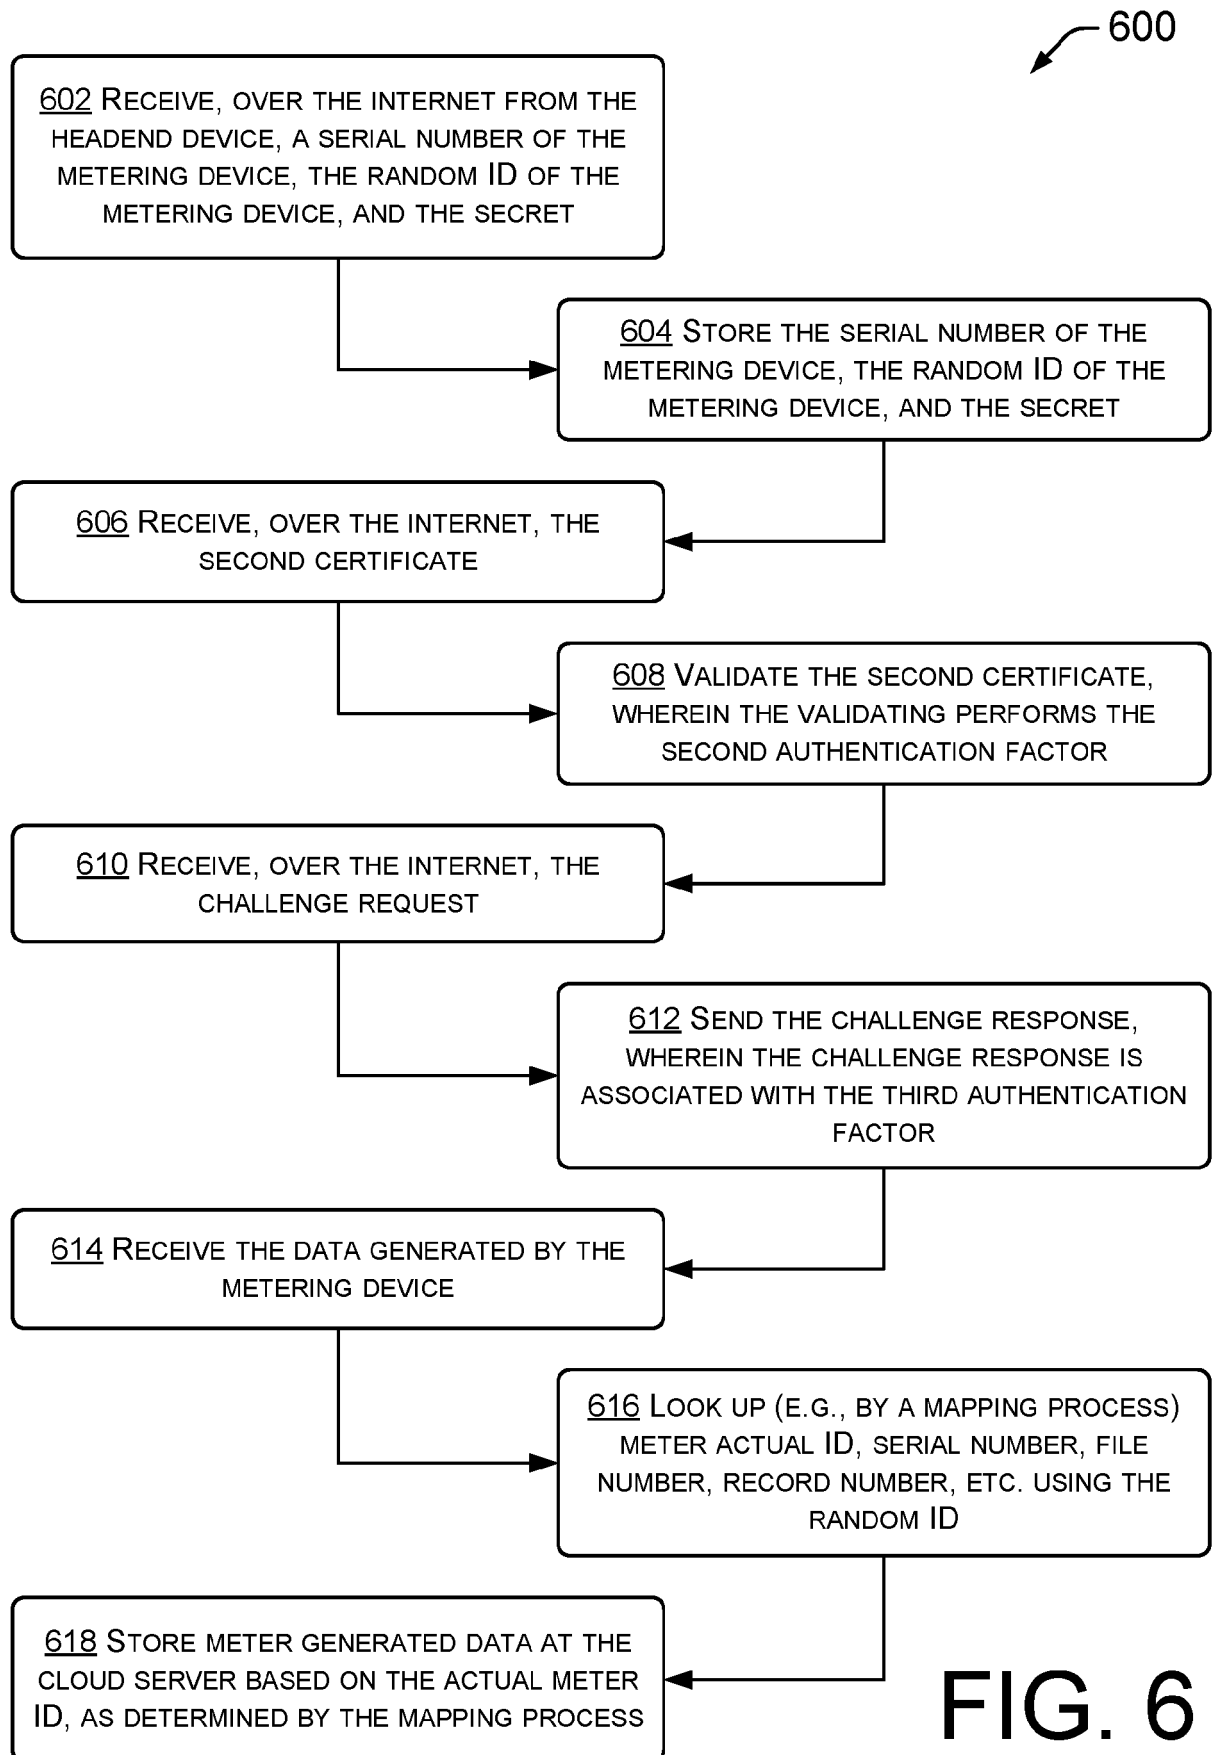 600
602 RECEIVE, OVER THE INTERNET FROM THE
HEADEND DEVICE, A SERIAL NUMBER OF THE
METERING DEVICE, THE RANDOM ID OF THE
METERING DEVICE, AND THE SECRET
604 STORE THE SERIAL NUMBER OF THE
METERING DEVICE, THE RANDOM ID OF THE
METERING DEVICE, AND THE SECRET
606 RECEIVE, OVER THE INTERNET, THE
SECOND CERTIFICATE
608 VALIDATE THE SECOND CERTIFICATE,
WHEREIN THE VALIDATING PERFORMS THE
SECOND AUTHENTICATION FACTOR
610 RECEIVE, OVER THE INTERNET, THE
CHALLENGE REQUEST
612 SEND THE CHALLENGE RESPONSE,
WHEREIN THE CHALLENGE RESPONSE IS
ASSOCIATED WITH THE THIRD AUTHENTICATION
FACTOR
614 RECEIVE THE DATA GENERATED BY THE
METERING DEVICE
616 LOOK UP (E.G., BY A MAPPING PROCESS)
METER ACTUAL ID, SERIAL NUMBER, FILE
NUMBER, RECORD NUMBER, ETC. USING THE
RANDOM ID
618 STORE METER GENERATED DATA AT THE
CLOUD SERVER BASED ON THE ACTUAL METER
ID, AS DETERMINED BY THE MAPPING PROCESS
FIG. 6